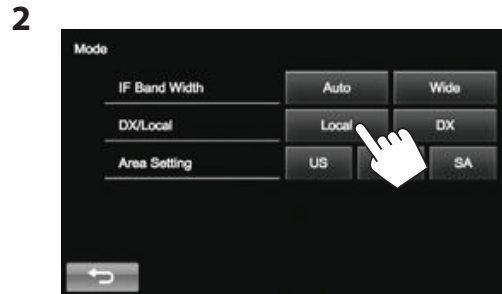 2
Mode
IF Band Width Auto Wide
DX/Local Local DX
Area Setting US SA